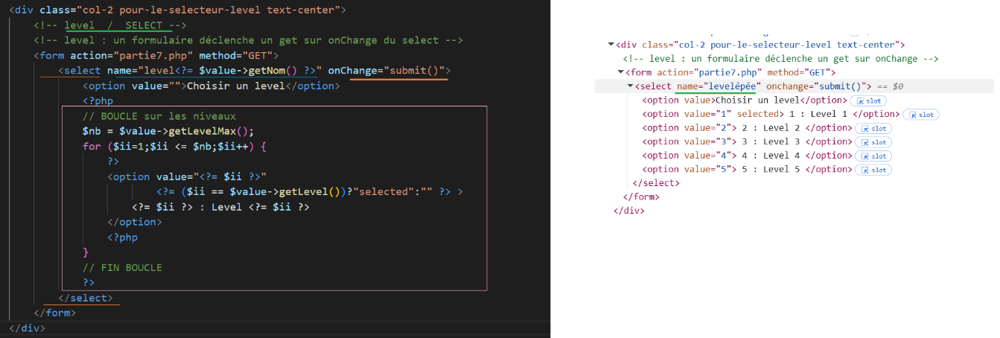 <div class="col-2 pour-le-selecteur-level text-center">
<!-- level  /  SELECT -->
<!-- level : un formulaire déclenche un get sur onChange du select -->
<form action="partie7.php" method="GET">
<select name="level<?= $value->getNom() ?>" onChange="submit()">
<option value="">Choisir un level</option>
<?php
// BOUCLE sur les niveaux
$nb = $value->getLevelMax();
for ($ii=1;$ii <= $nb;$ii++) {
?>
<option value="<?= $ii ?>"
<?= ($ii == $value->getLevel())?"selected":"" ?> >
<?= $ii ?> : Level <?= $ii ?>
</option>
<?php
}
// FIN BOUCLE
?>
</select>
</form>
</div>
<div class="col-2 pour-le-selecteur-level text-center">
<!-- level : un formulaire déclenche un get sur onChange -->
<form action="partie7.php" method="GET">
<select name="levelépée" onchange="submit()"> == $0
<option value>Choisir un level</option> slot
<option value="1" selected> 1 : Level 1 </option> slot
<option value="2"> 2 : Level 2 </option> slot
<option value="3"> 3 : Level 3 </option> slot
<option value="4"> 4 : Level 4 </option> slot
<option value="5"> 5 : Level 5 </option> slot
</select>
</form>
</div>